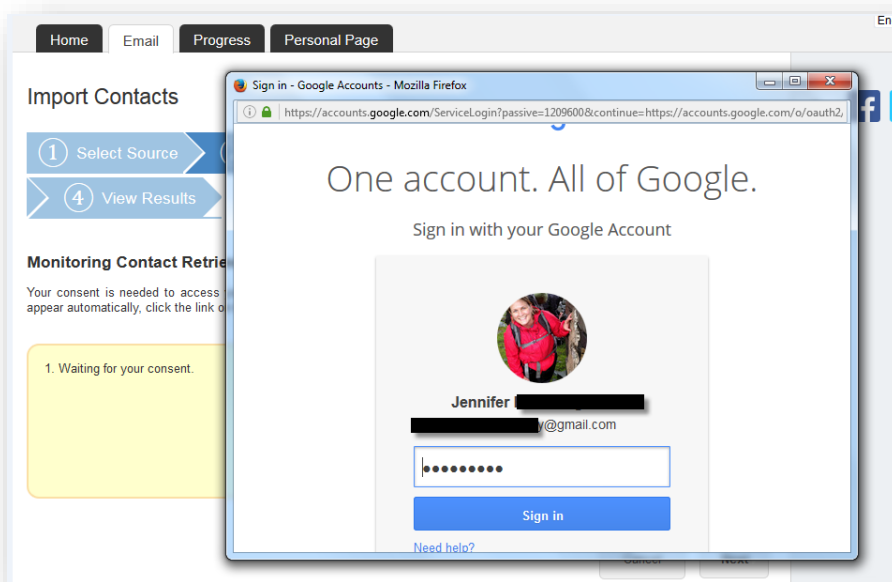 En
Home Email Progress Personal Page
Sign in - Google Accounts - Mozilla Firefox
https://accounts.google.com/ServiceLogin?passive=1209600&continue=https://accounts.google.com/o/oauth2,
Import Contacts
1 Select Source
4 View Results
One account. All of Google.
Sign in with your Google Account
Monitoring Contact Retrie
Your consent is needed to access
appear automatically, click the link o
1. Waiting for your consent.
Jennifer
y@gmail.com
Sign in
Need help?
Cancel Next